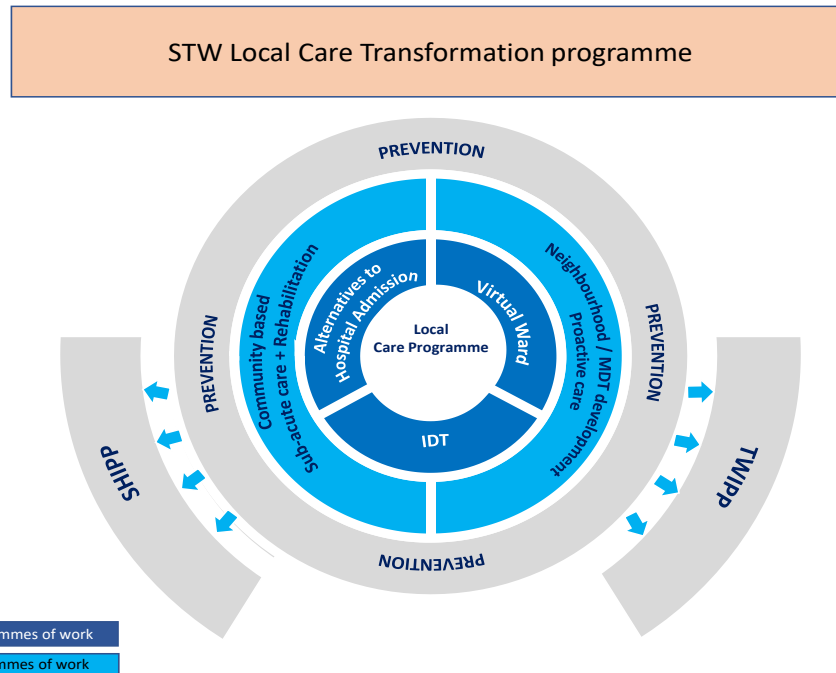 STW Local Care Transformation programme
PREVENTION
PREVENTION
PREVENTION
PREVENTION
Community based
Sub-acute care + Rehabilitation
Neighbourhood / MDT development
Proactive care
Alternatives to
Hospital Admission
Virtual Ward
IDT
Local
Care Programme
SHIPP
TWIPP
mmes of work
mmes of work